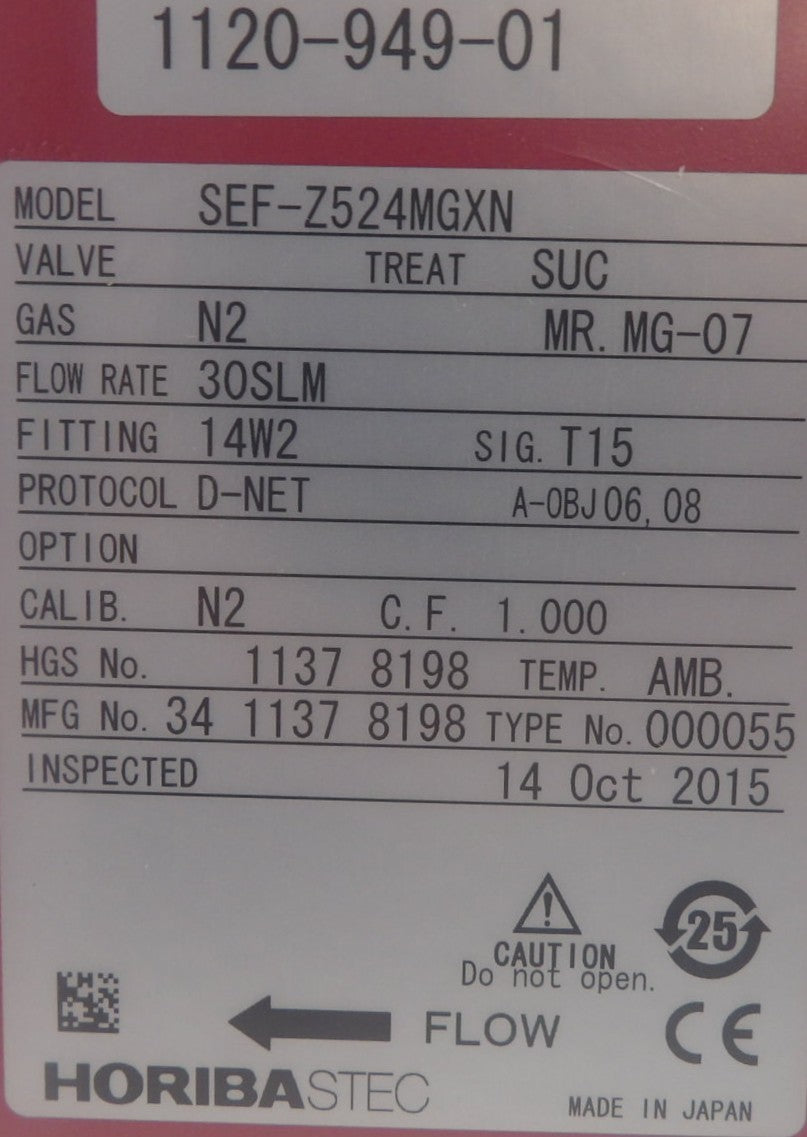 1120-949-01
MODEL SEF-Z524MGXN
VALVE TREAT SUC
GAS N2 MR. MG-07
FLOW RATE 30SLM
FITTING 14W2 SIG. T15
PROTOCOL D-NET A-OBJ06, 08
OPTION
CALIB. N2 C. F. 1.000
HGS No. 1137 8198 TEMP. AMB.
MFG No. 34 1137 8198 TYPE No. 000055
INSPECTED 14 Oct 2015
25
CAUTION
Do not open.
FLOW CE
HORIBASTEC
MADE IN JAPAN